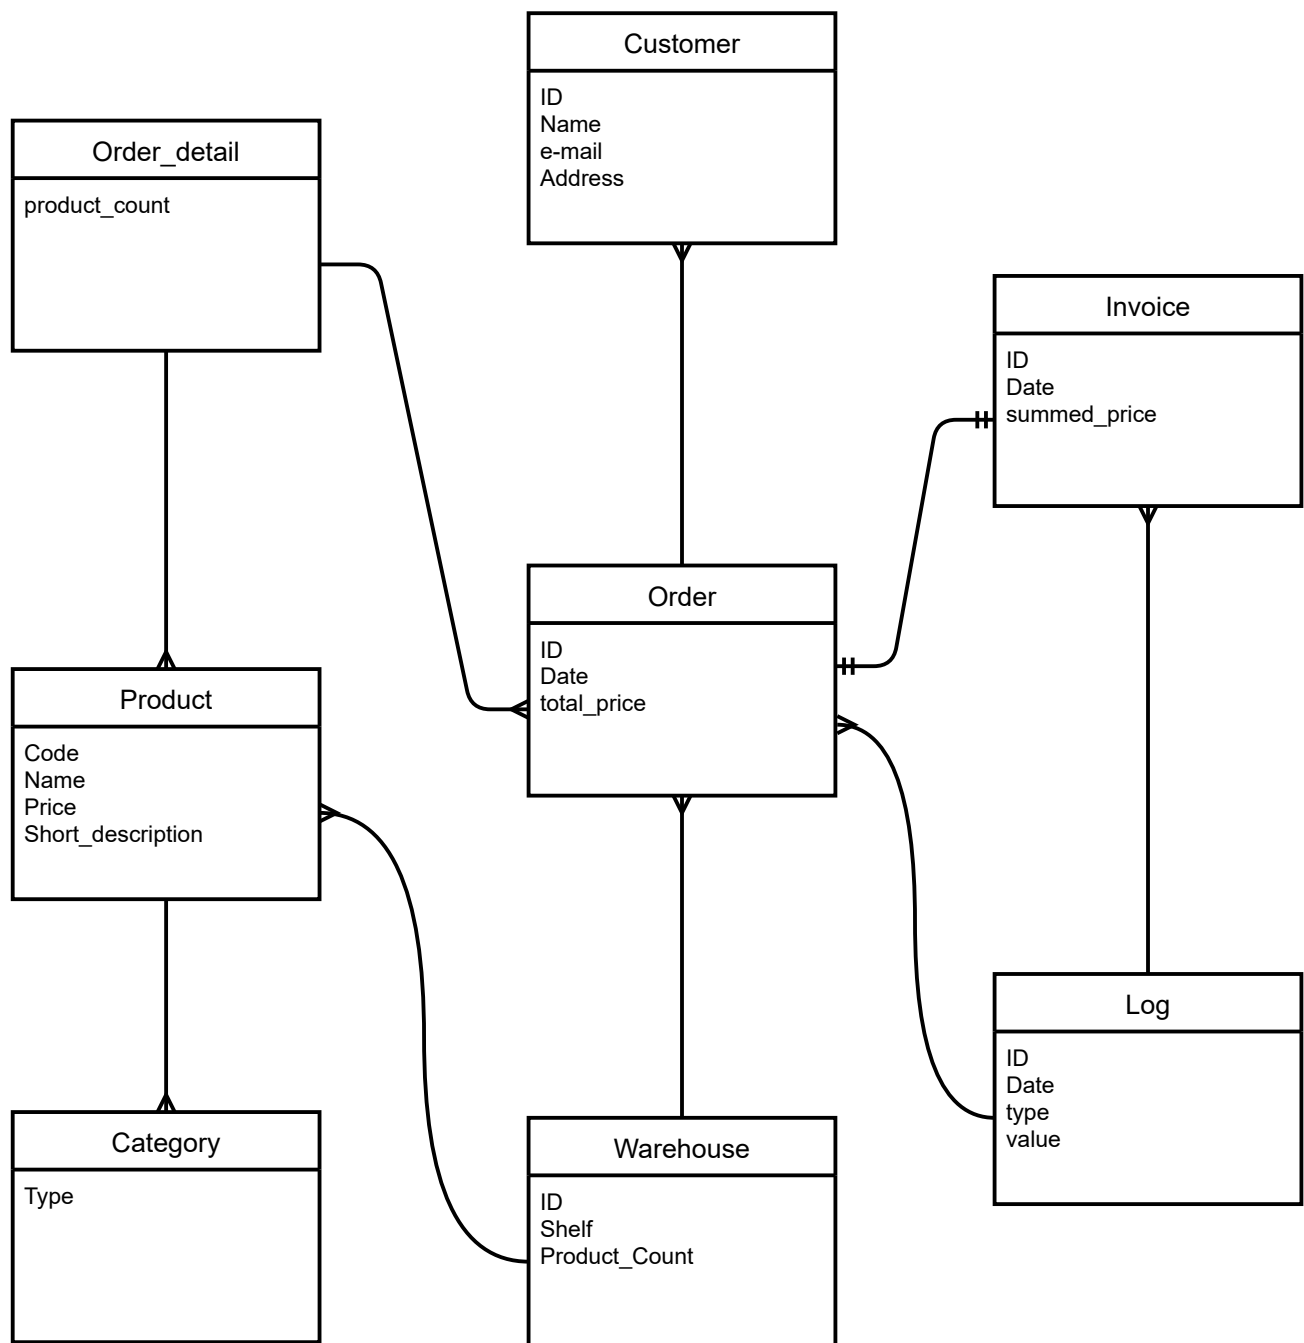 Customer
ID
Name
e-mail
Address
Order_detail
product_count
Invoice
ID
Date
summed_price
Order
ID
Date
total_price
Product
Code
Name
Price
Short_description
Log
ID
Date
type
value
Category
Type
Warehouse
ID
Shelf
Product_Count